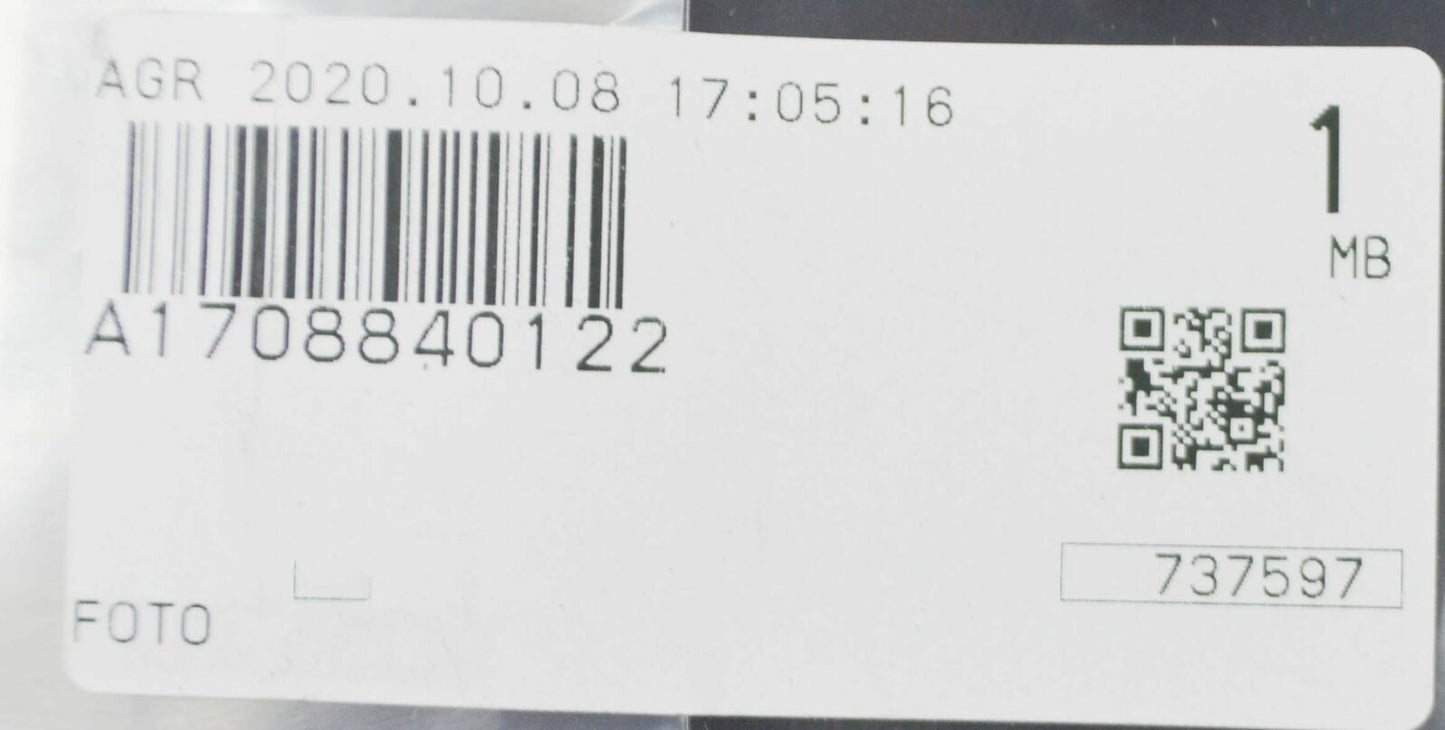 AGR 2020.10.08 17:05:16
1
MB
A1708840122
737597
FOTO